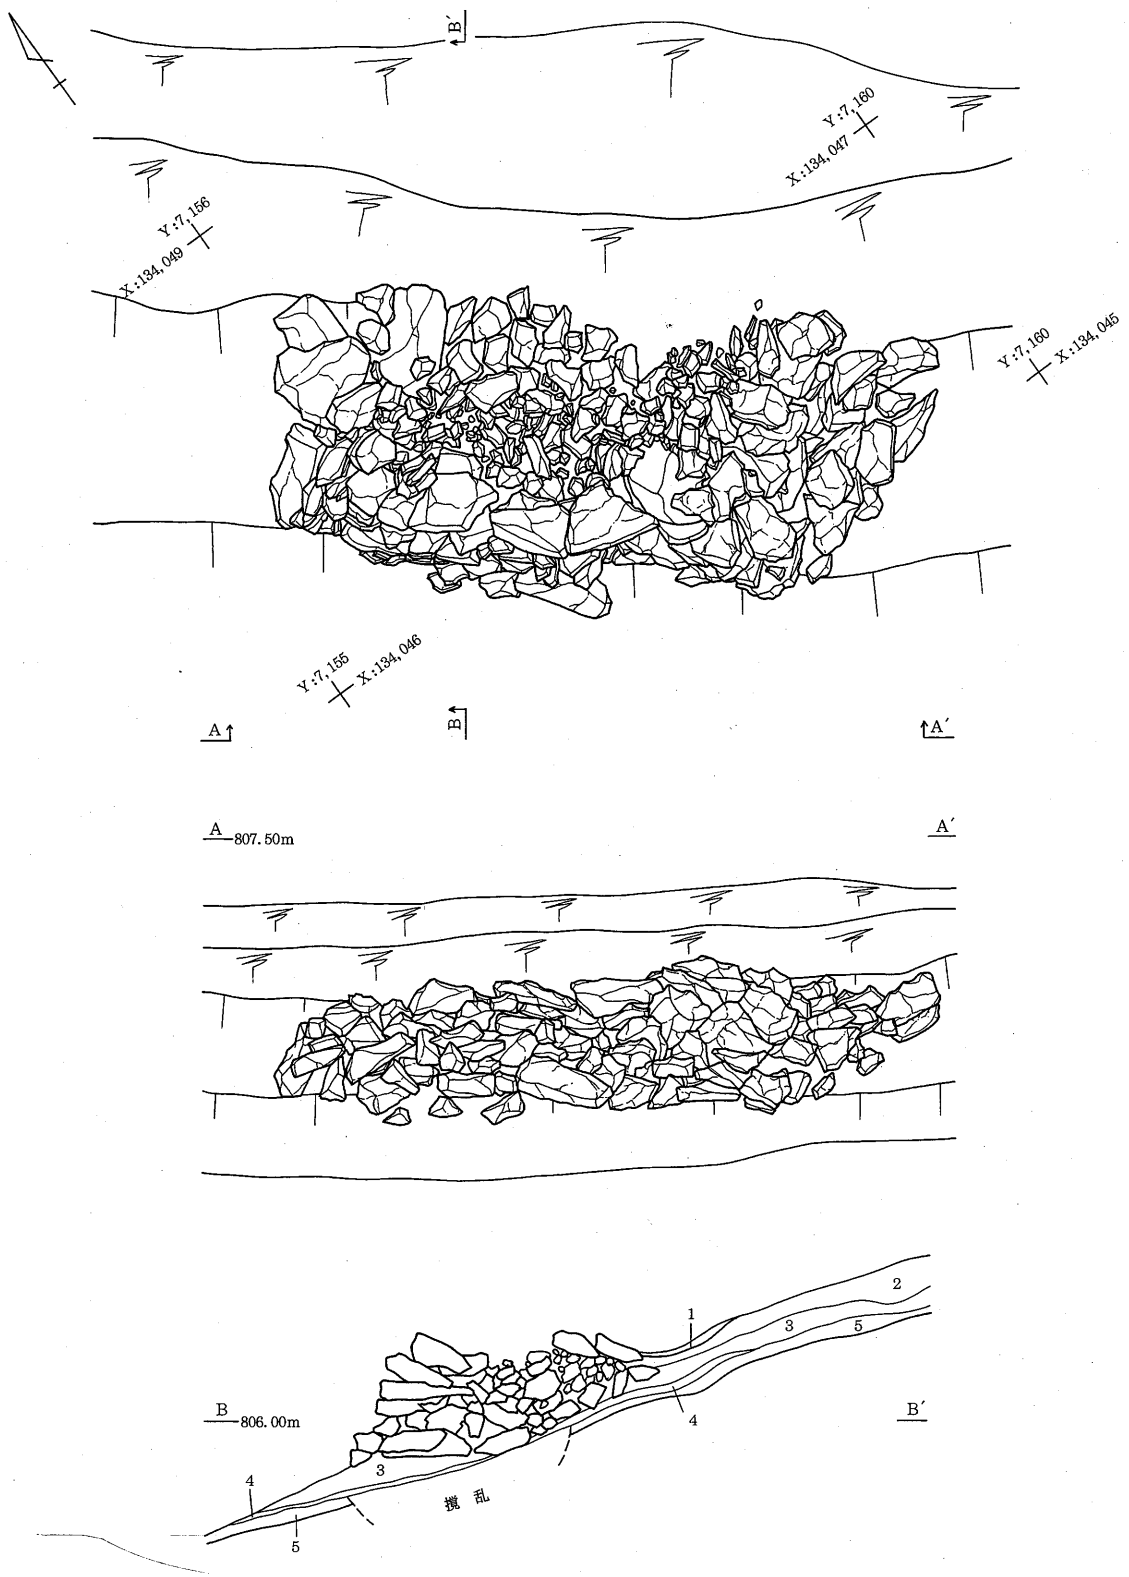 B′
Y:7,160
X:134,047
Y:7,156
X:134,049
Y:7,160
X:134,045
Y:7,155
X:134,046
B
A
A′
A
807.50m
A′
2
1
3
5
B
806.00m
B′
4
3
4
撹乱
5